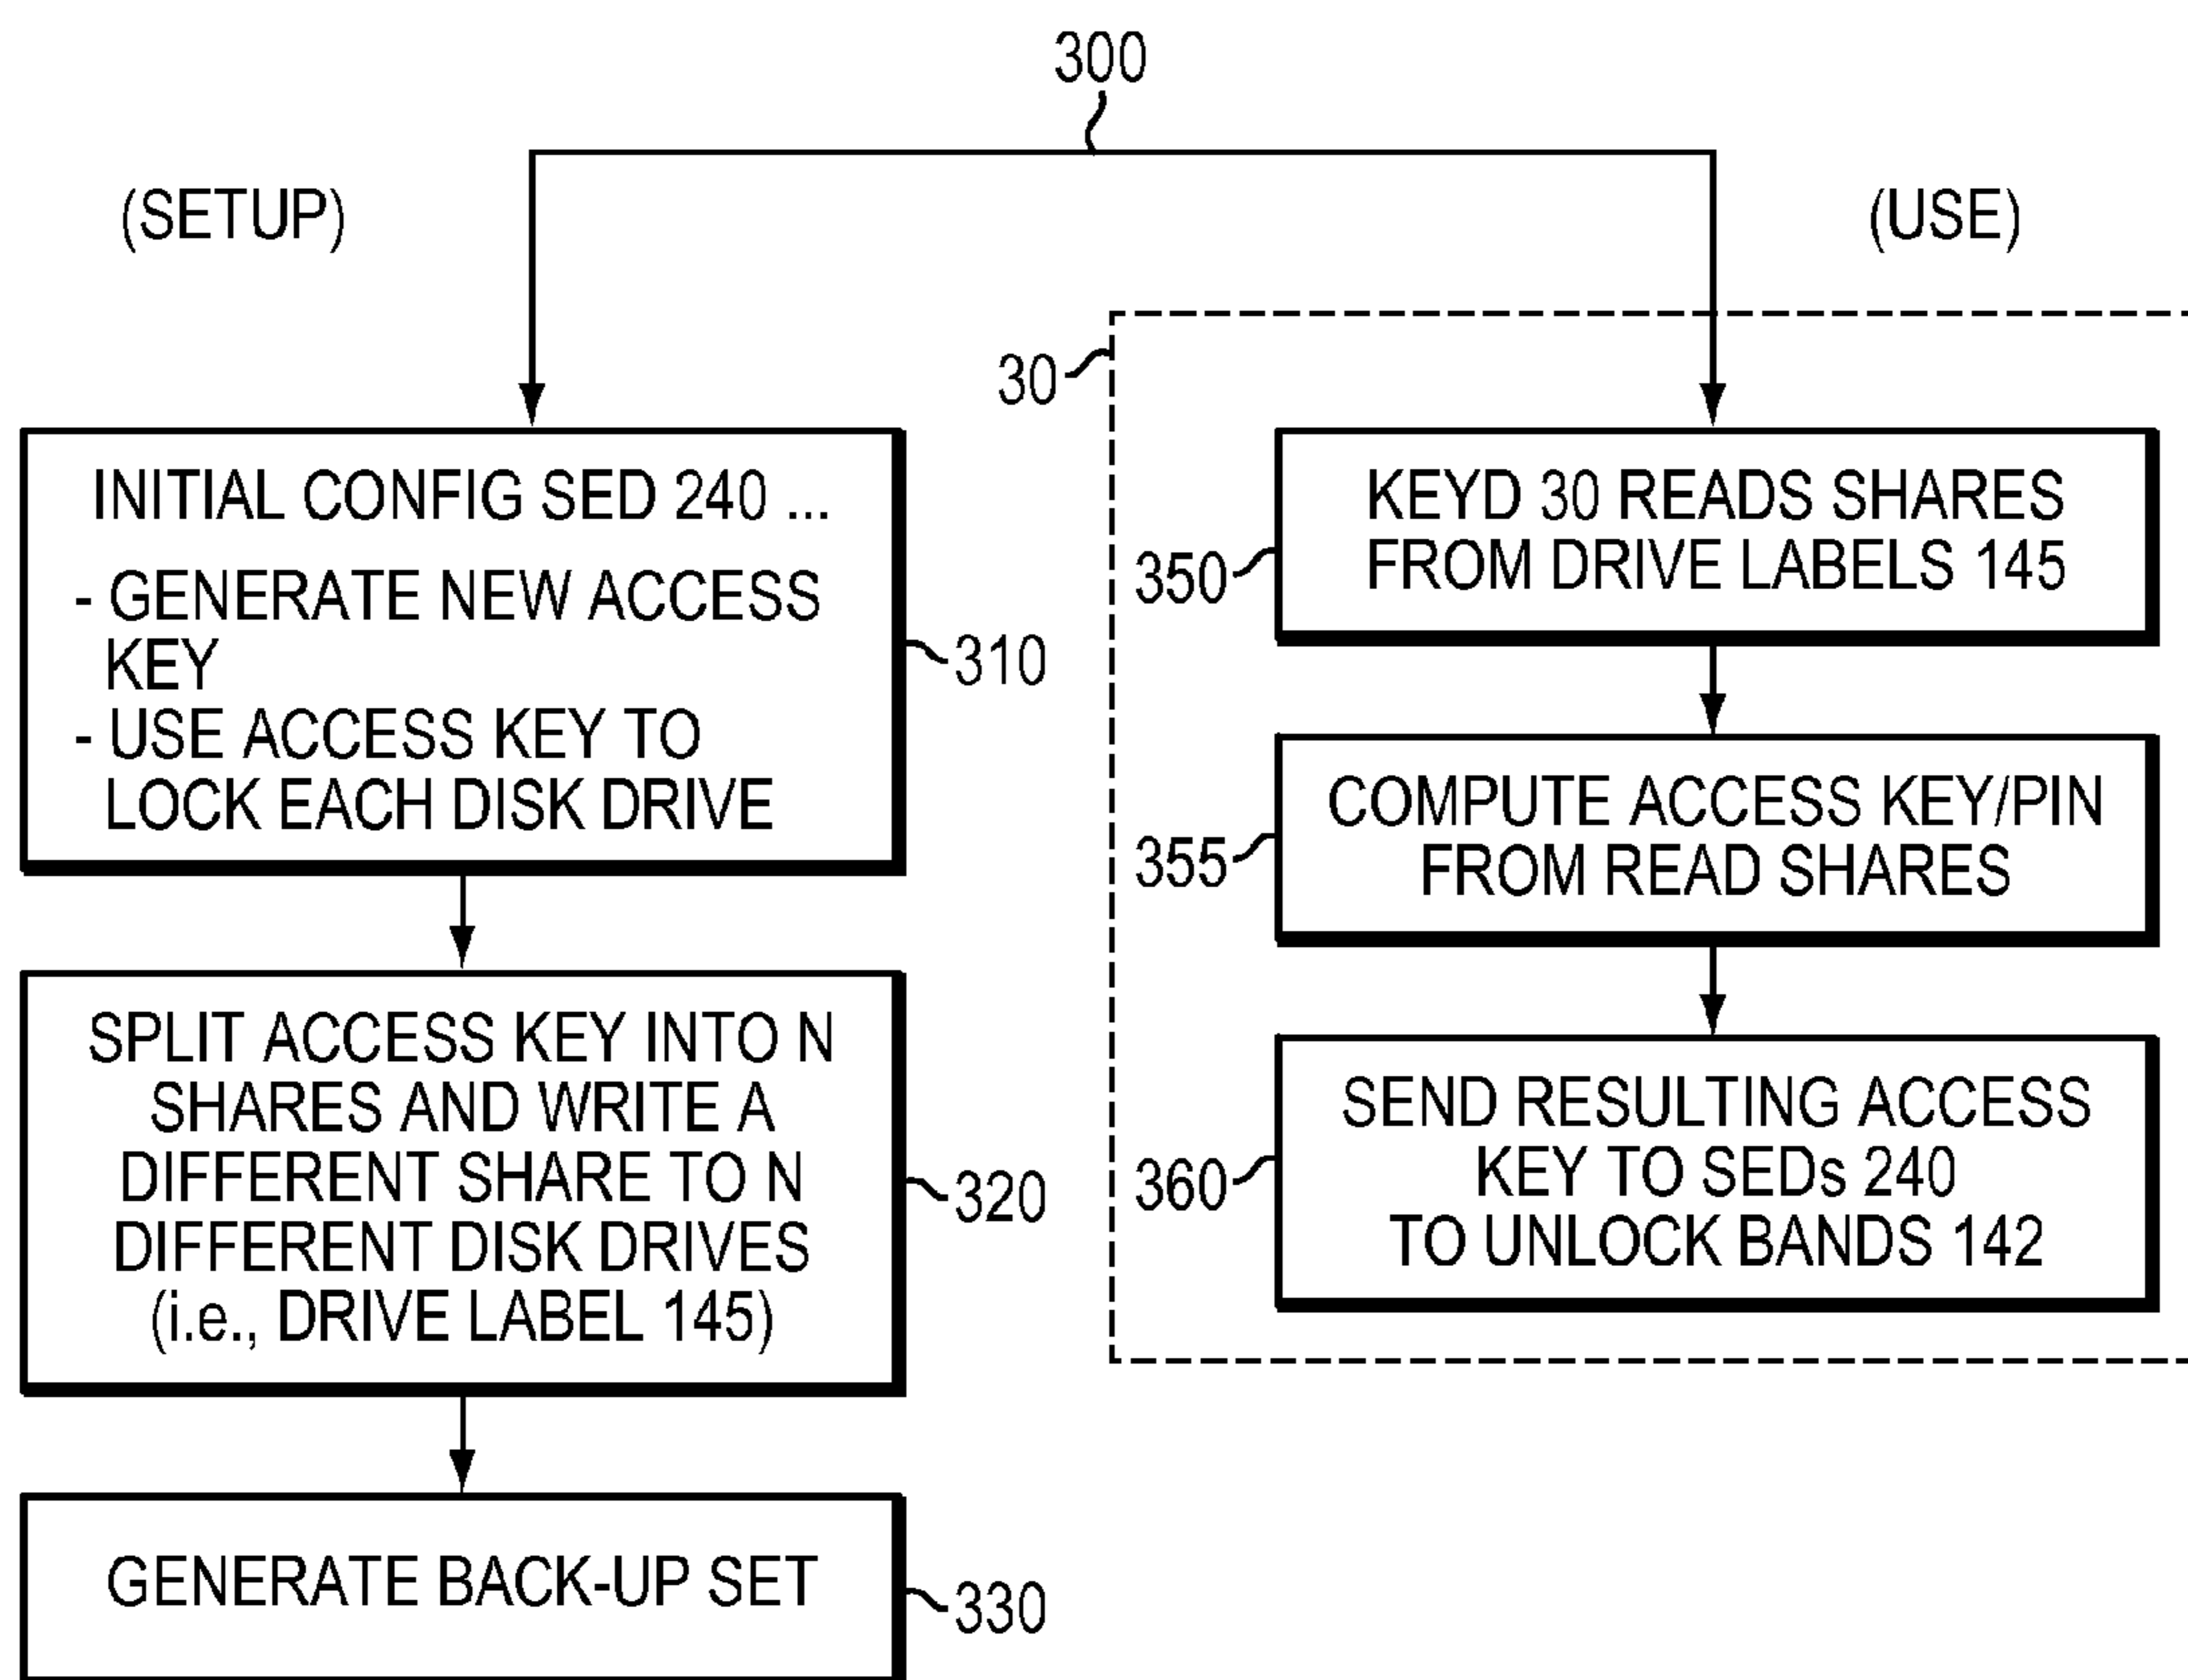 300
(SETUP)
(USE)
30
INITIAL CONFIG SED 240 ...
- GENERATE NEW ACCESS
KEY
- USE ACCESS KEY TO
LOCK EACH DISK DRIVE
310
SPLIT ACCESS KEY INTO N
SHARES AND WRITE A
DIFFERENT SHARE TO N
DIFFERENT DISK DRIVES
(i.e., DRIVE LABEL 145)
320
GENERATE BACK-UP SET
330
KEYD 30 READS SHARES
FROM DRIVE LABELS 145
350
COMPUTE ACCESS KEY/PIN
FROM READ SHARES
355
SEND RESULTING ACCESS
KEY TO SEDs 240
TO UNLOCK BANDS 142
360